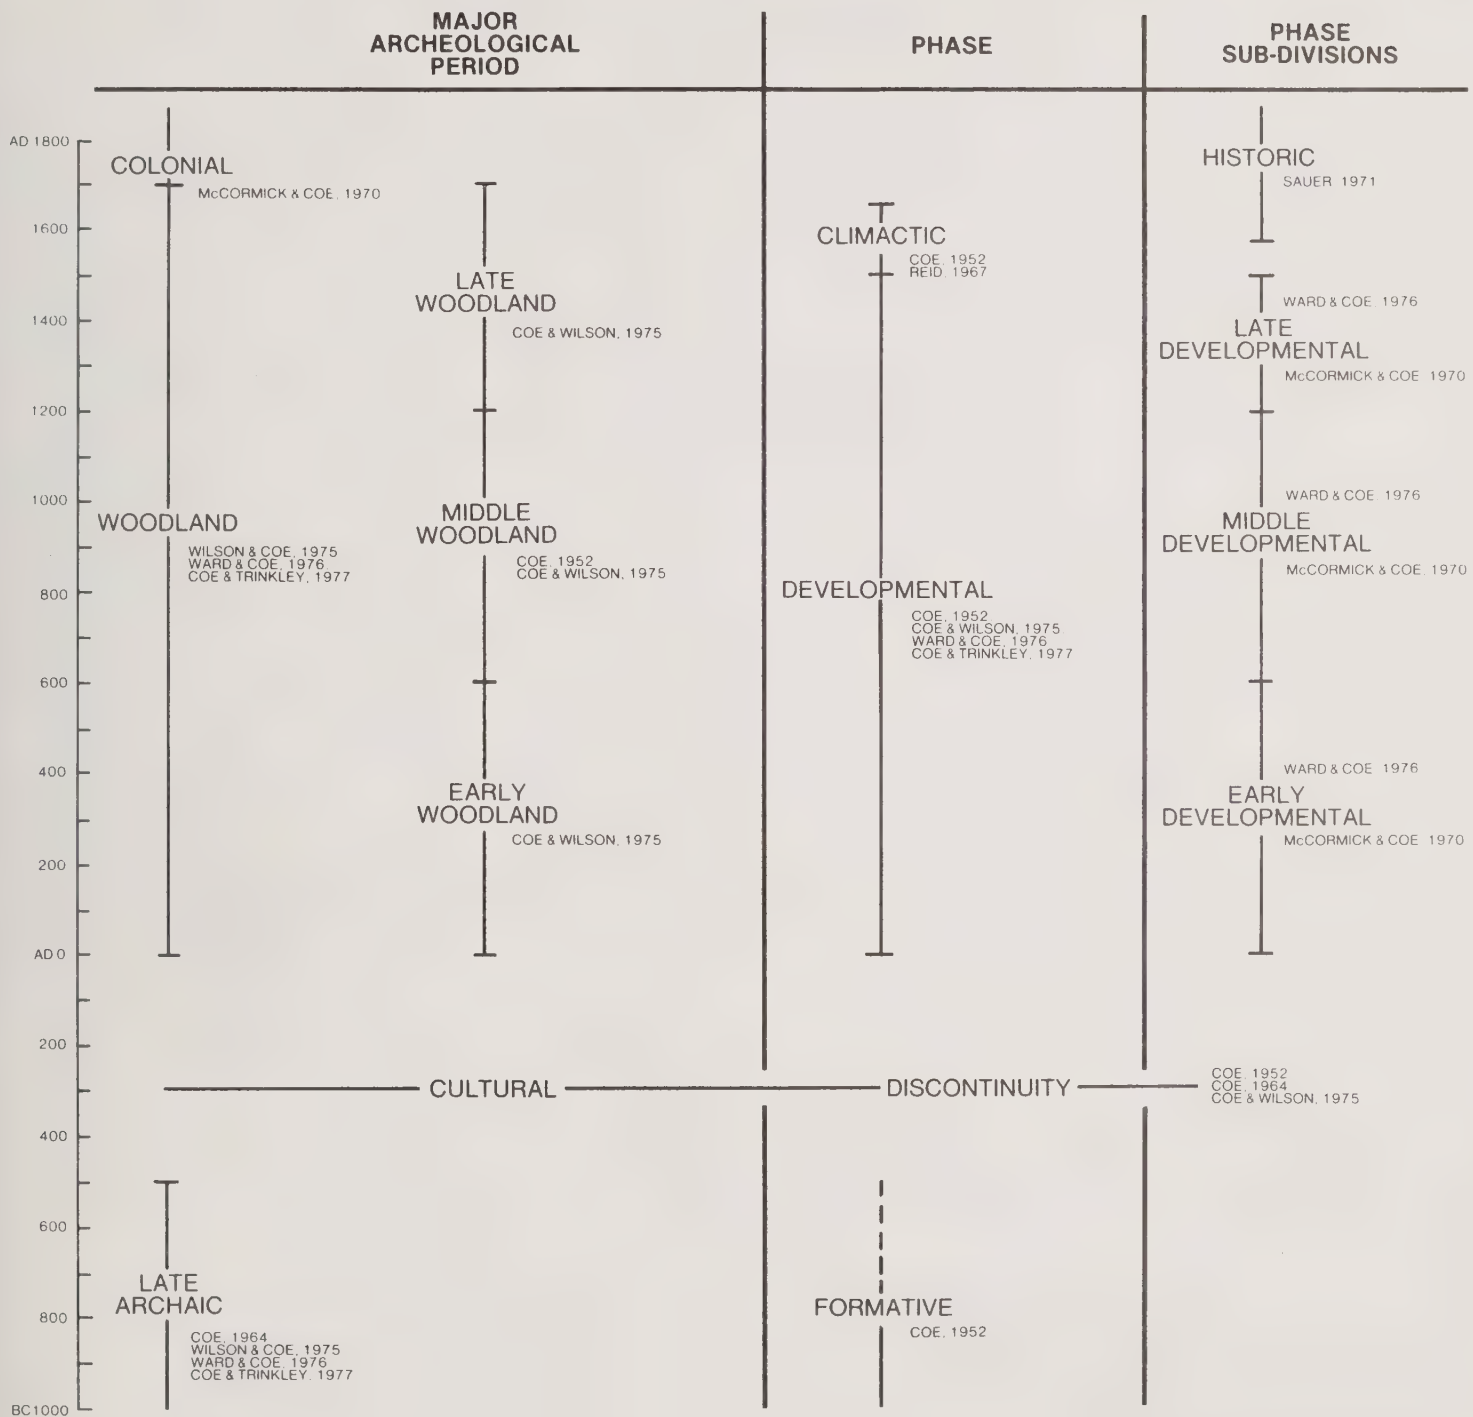 MAJOR
ARCHEOLOGICAL
PERIOD
PHASE
PHASE
SUB-DIVISIONS
AD 1800
1600
1400
1200
1000
800
600
400
200
AD 0
200
400
600
800
BC 1000
COLONIAL
McCORMICK & COE, 1970
WOODLAND
WILSON & COE, 1975
WARD & COE, 1976
COE & TRINKLEY, 1977
LATE
ARCHAIC
COE, 1964
WILSON & COE, 1975
WARD & COE, 1976
COE & TRINKLEY, 1977
LATE
WOODLAND
COE & WILSON, 1975
MIDDLE
WOODLAND
COE, 1952
COE & WILSON, 1975
EARLY
WOODLAND
COE & WILSON, 1975
CLIMACTIC
COE, 1952
REID, 1967
DEVELOPMENTAL
COE, 1952
COE & WILSON, 1975
WARD & COE, 1976
COE & TRINKLEY, 1977
FORMATIVE
COE, 1952
HISTORIC
SAUER 1971
WARD & COE, 1976
LATE
DEVELOPMENTAL
McCORMICK & COE 1970
WARD & COE, 1976
MIDDLE
DEVELOPMENTAL
McCORMICK & COE, 1970
WARD & COE 1976
EARLY
DEVELOPMENTAL
McCORMICK & COE 1970
CULTURAL DISCONTINUITY
COE, 1952
COE, 1964
COE & WILSON, 1975